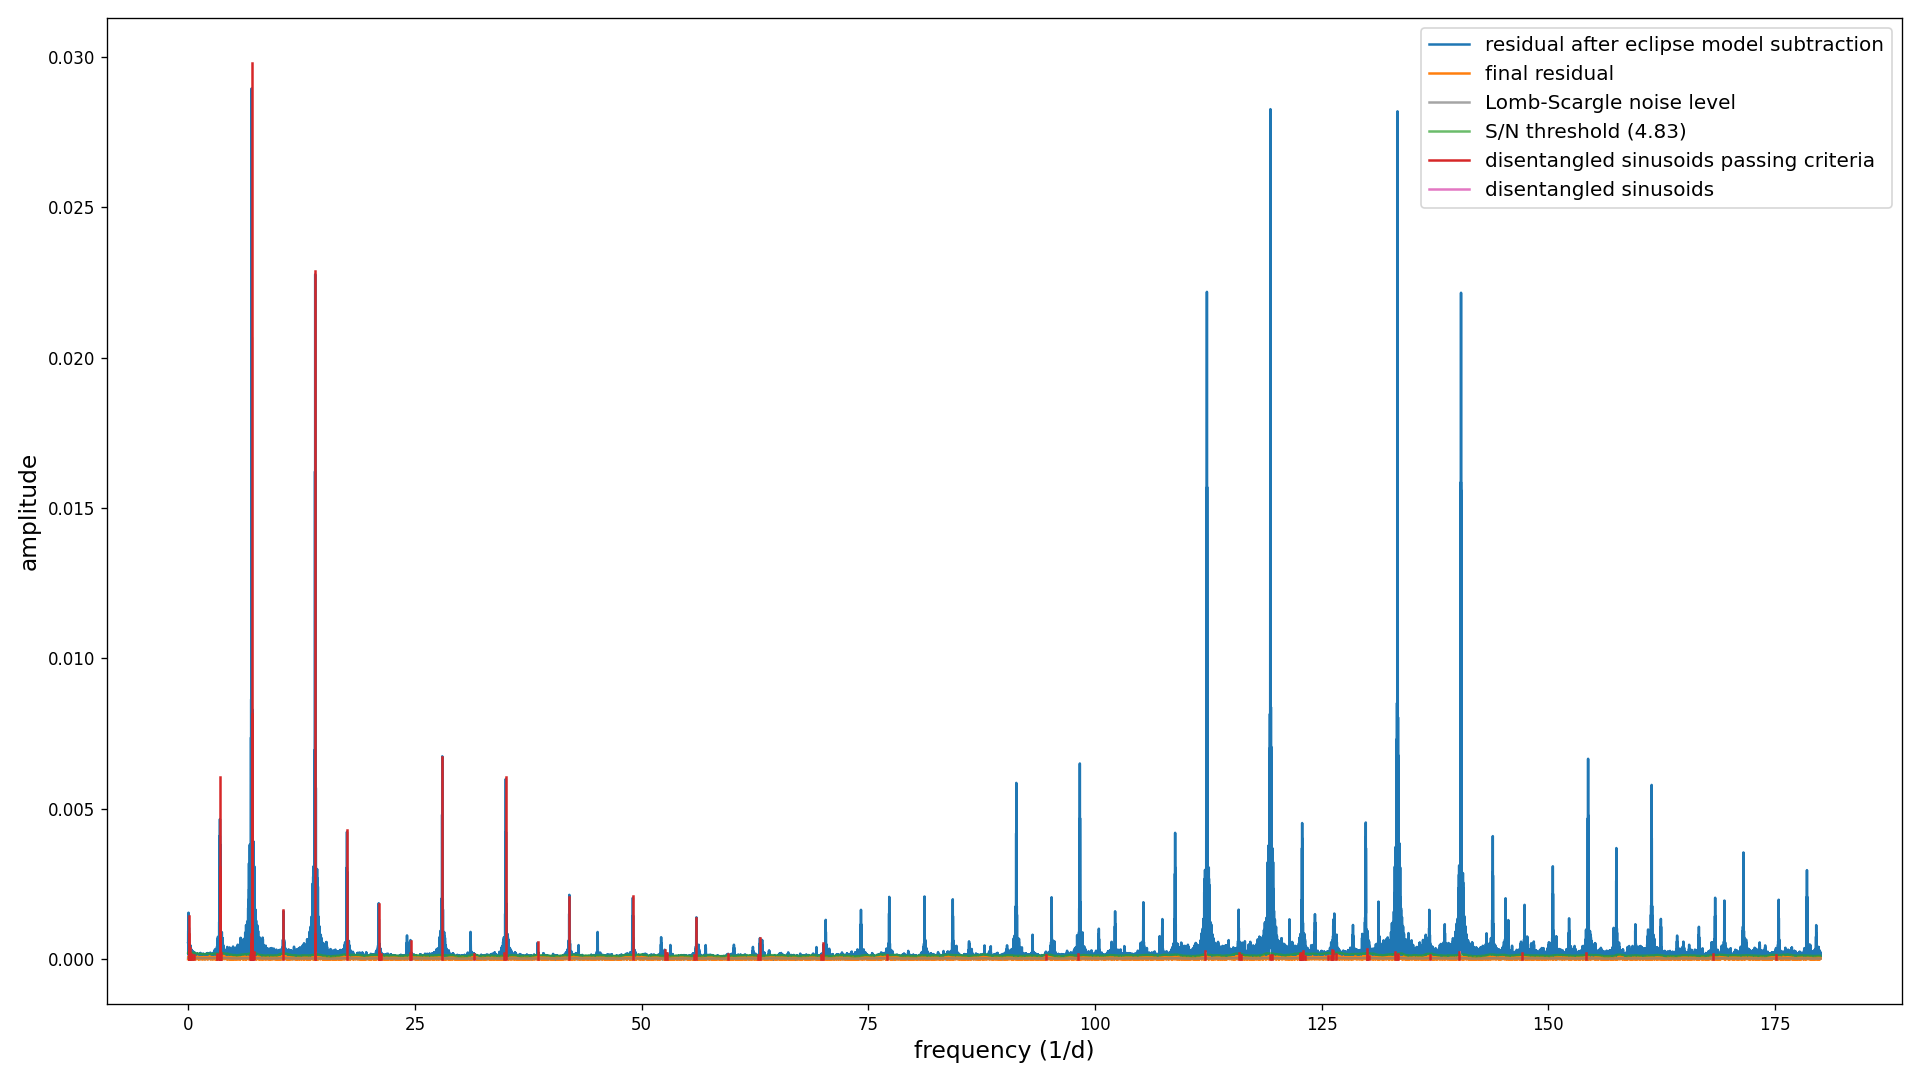 residual after eclipse model subtraction
final residual
Lomb-Scargle noise level
S/N threshold (4.83)
disentangled sinusoids passing criteria
disentangled sinusoids
0.030
0.025
0.020
0.015
0.010
0.005
0.000
amplitude
0 25 50 75 100 125 150 175
frequency (1/d)